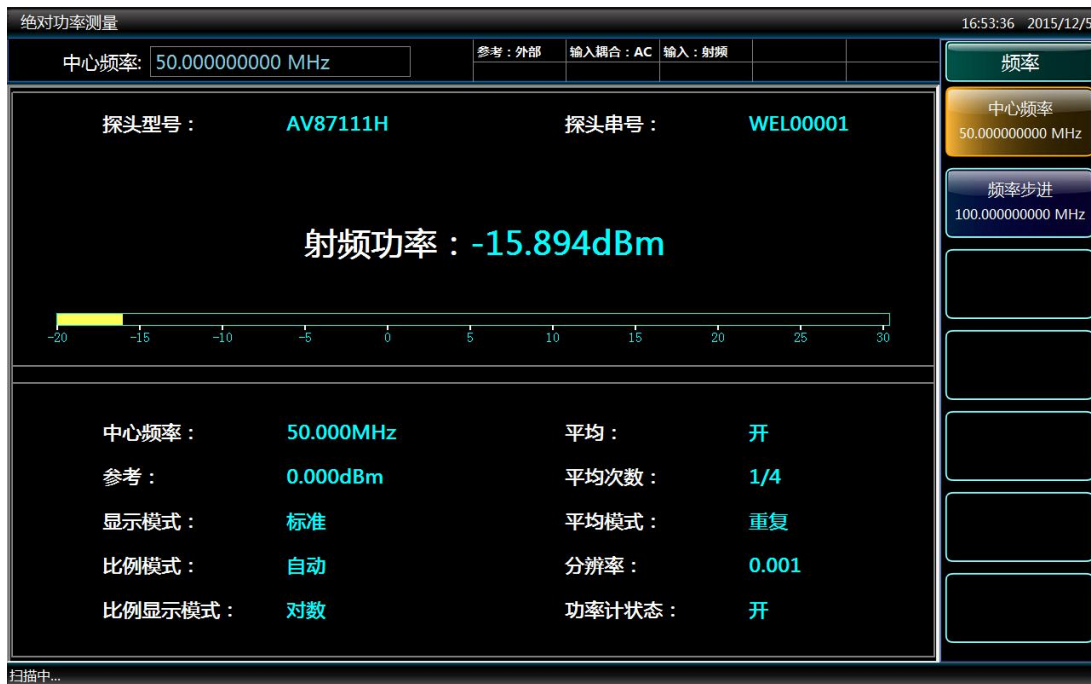 绝对功率测量 16:53:36 2015/12/5
中心频率: 50.000000000 MHz 参考：外部 输入耦合：AC 输入：射频
频率
探头型号： AV87111H 探头串号： WEL00001
中心频率
50.000000000 MHz
频率步进
100.000000000 MHz
射频功率：-15.894dBm
-20 -15 -10 -5 0 5 10 15 20 25 30
中心频率： 50.000MHz 平均： 开
参考： 0.000dBm 平均次数： 1/4
显示模式： 标准 平均模式： 重复
比例模式： 自动 分辨率： 0.001
比例显示模式： 对数 功率计状态： 开
扫描中...